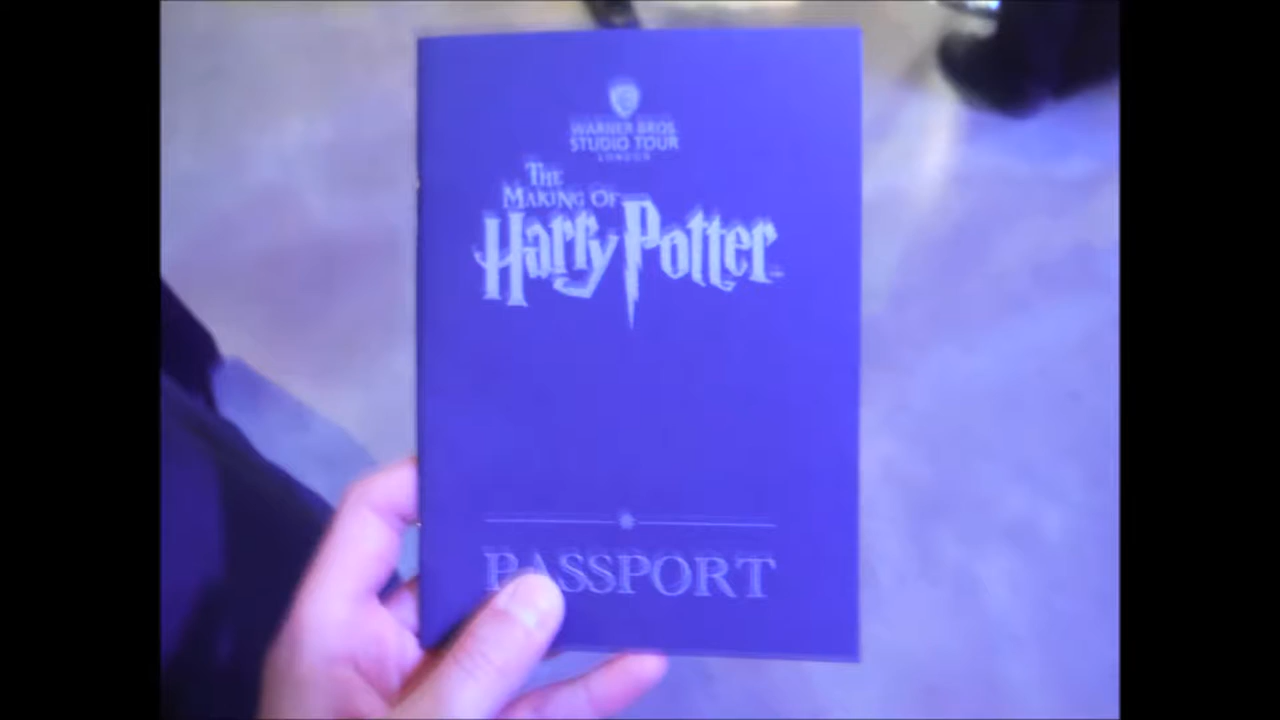 WARNER BROS.
STUDIO TOUR
LONDON
THE
MAKING OF
Harry Potter
PASSPORT